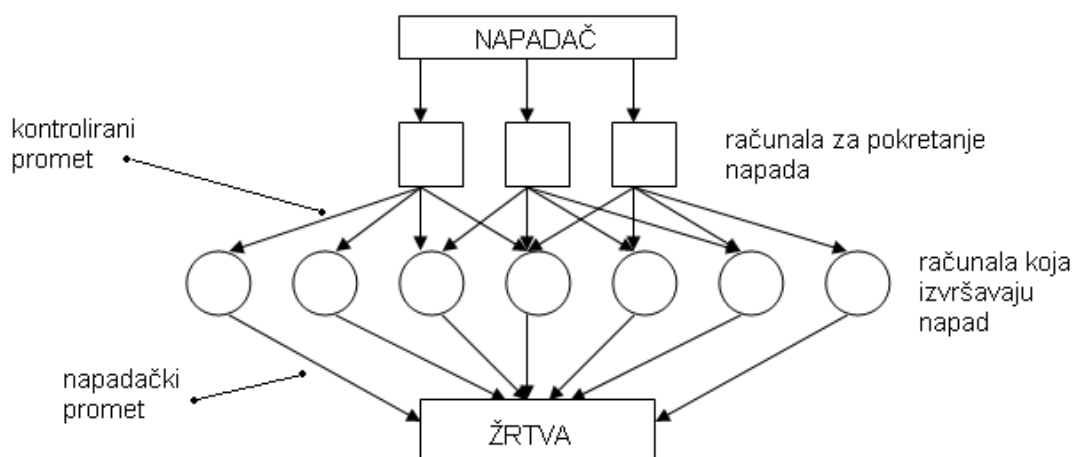 NAPADAČ
kontrolirani
promet
računala za pokretanje
napada
računala koja
izvršavaju
napad
napadački
promet
ŽRTVA